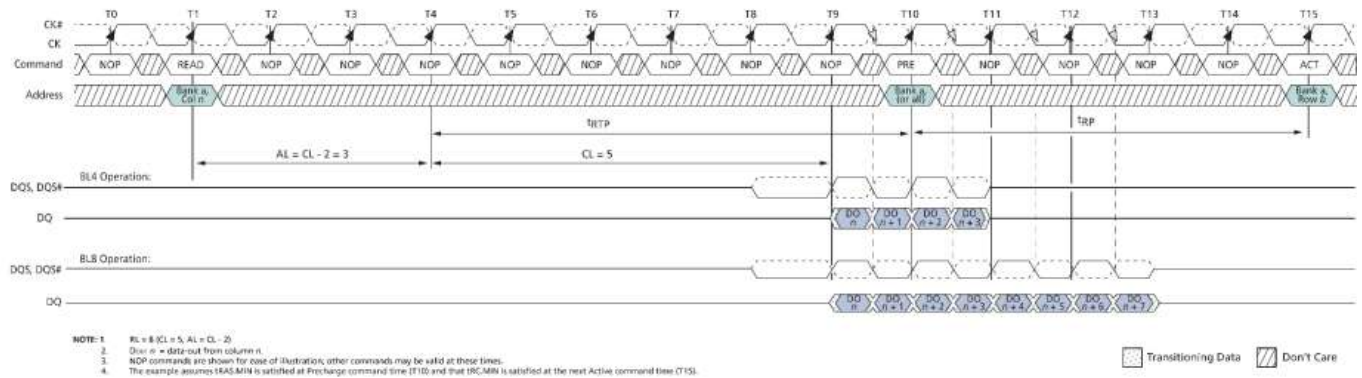 T0 T1 T2 T3 T4 T5 T6 T7 T8 T9 T10 T11 T12 T13 T14 T15
CK#
CK
Command NOP READ NOP NOP NOP NOP NOP NOP NOP NOP PRE NOP NOP NOP NOP ACT
Address Bank a, Col n Bank a, (or all) Bank a, Row b
tRTP tRP
AL = CL - 2 = 3 CL = 5
BL4 Operation:
DQS, DQS#
DQ DO n DO n + 1 DO n + 2 DO n + 3
BL8 Operation:
DQS, DQS#
DQ DO n DO n + 1 DO n + 2 DO n + 3 DO n + 4 DO n + 5 DO n + 6 DO n + 7
NOTE: 1. RL = 8 (CL = 5, AL = CL - 2)
2. n = data-out from column n.
3. NOP commands are shown for ease of illustration; other commands may be valid at these times.
4. The example assumes tRAS.MIN is satisfied at Precharge command time (T10) and that tRC.MIN is satisfied at the next Active command time (T15).
Transitioning Data Don't Care